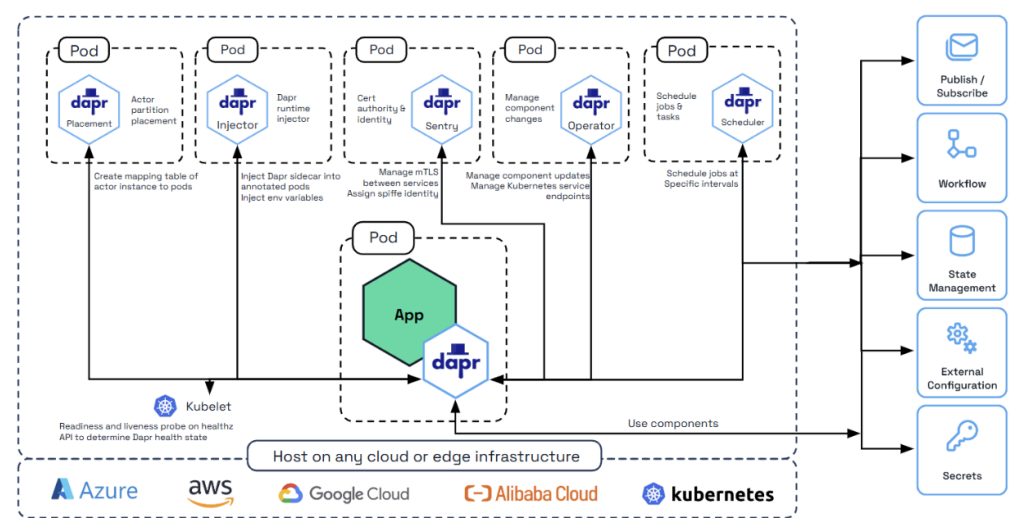 Pod
dapr
Placement
Actor
partition
placement
Create mapping table of
actor instance to pods
Pod
dapr
Injector
Dapr
runtime
injector
Inject Dapr sidecar into
annotated pods
Inject env variables
Pod
Cert
authority &
identity
dapr
Sentry
Manage mTLS
between services
Assign spiffe identity
Pod
Manage
component
changes
dapr
Operator
Manage component updates
Manage Kubernetes service
endpoints
Pod
Schedule
jobs &
tasks
dapr
Scheduler
Schedule jobs at
Specific intervals
Pod
App
dapr
Kubelet
Readiness and liveness probe on healthz
API to determine Dapr health state
Use components
Publish /
Subscribe
Workflow
State
Management
External
Configuration
Secrets
Host on any cloud or edge infrastructure
Azure
aws
Google Cloud
Alibaba Cloud
kubernetes